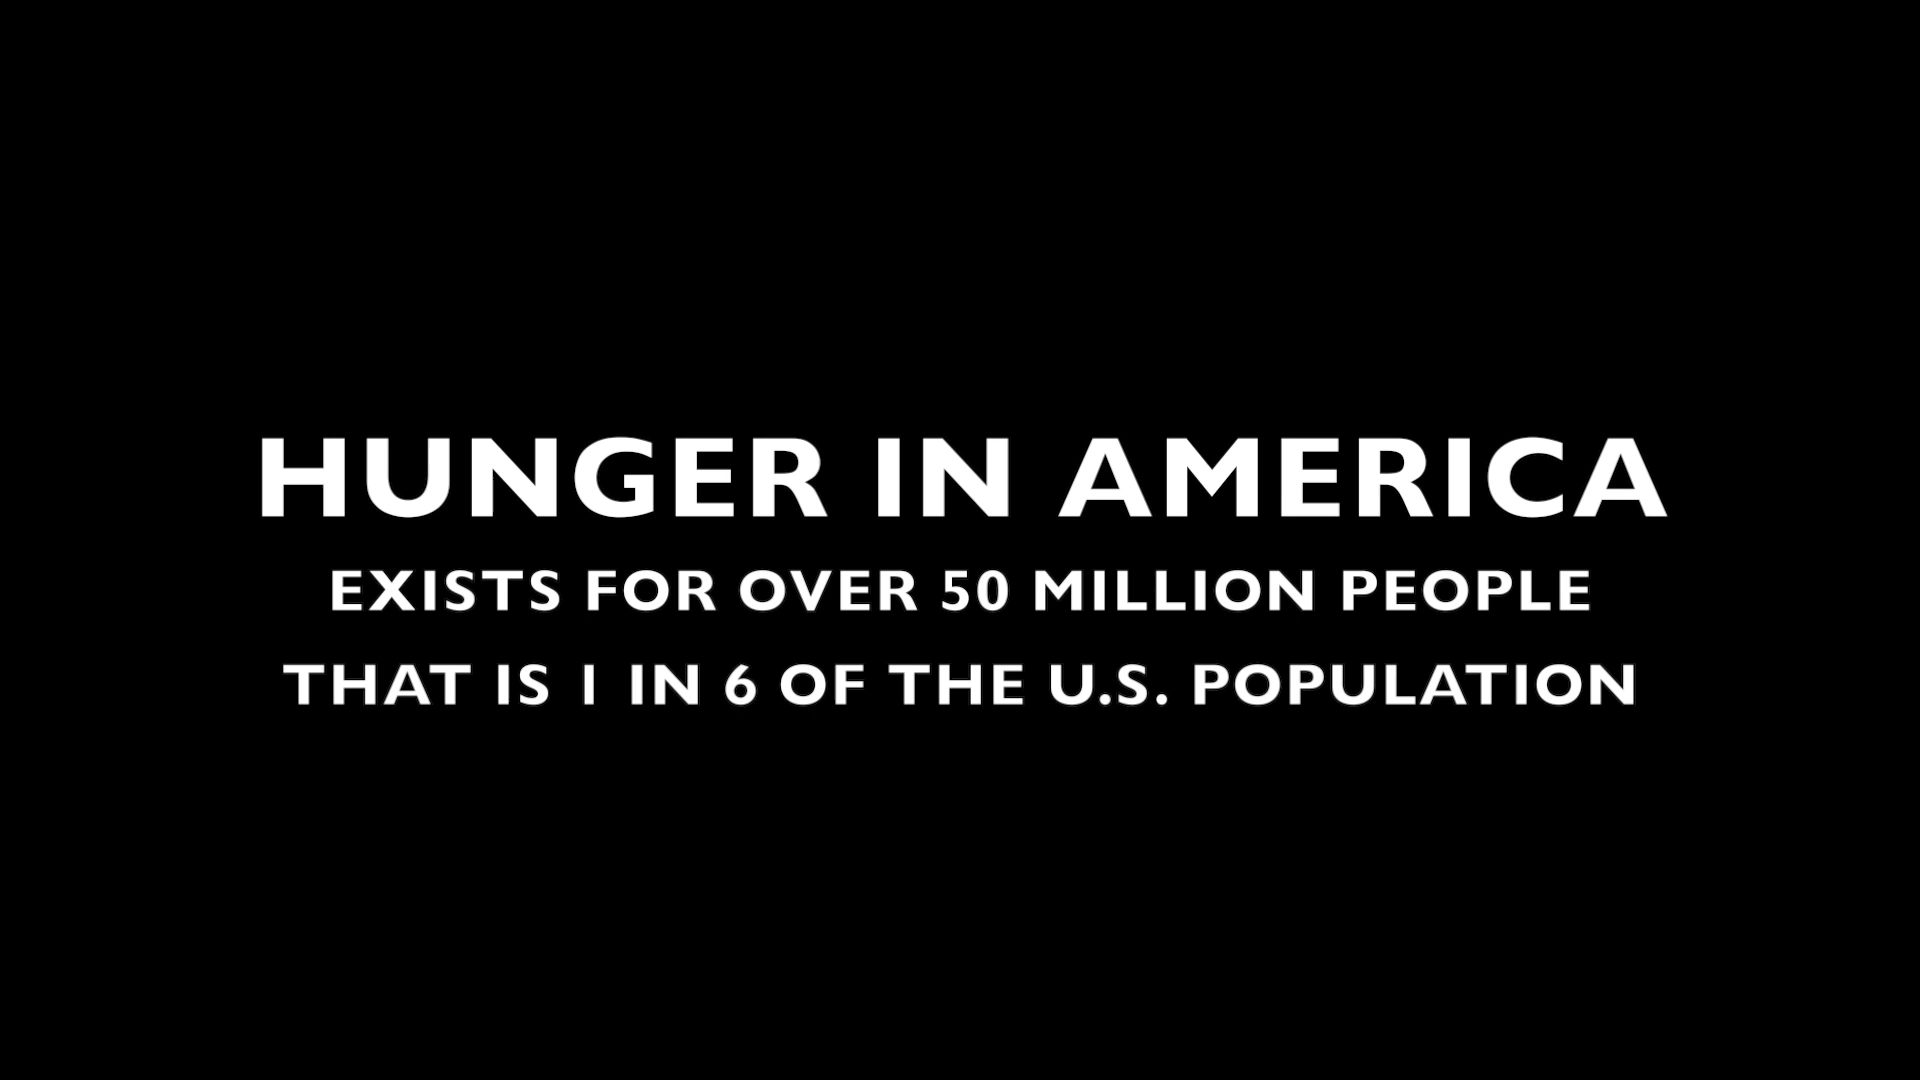 HUNGER IN AMERICA
EXISTS FOR OVER 50 MILLION PEOPLE
THAT IS 1 IN 6 OF THE U.S. POPULATION